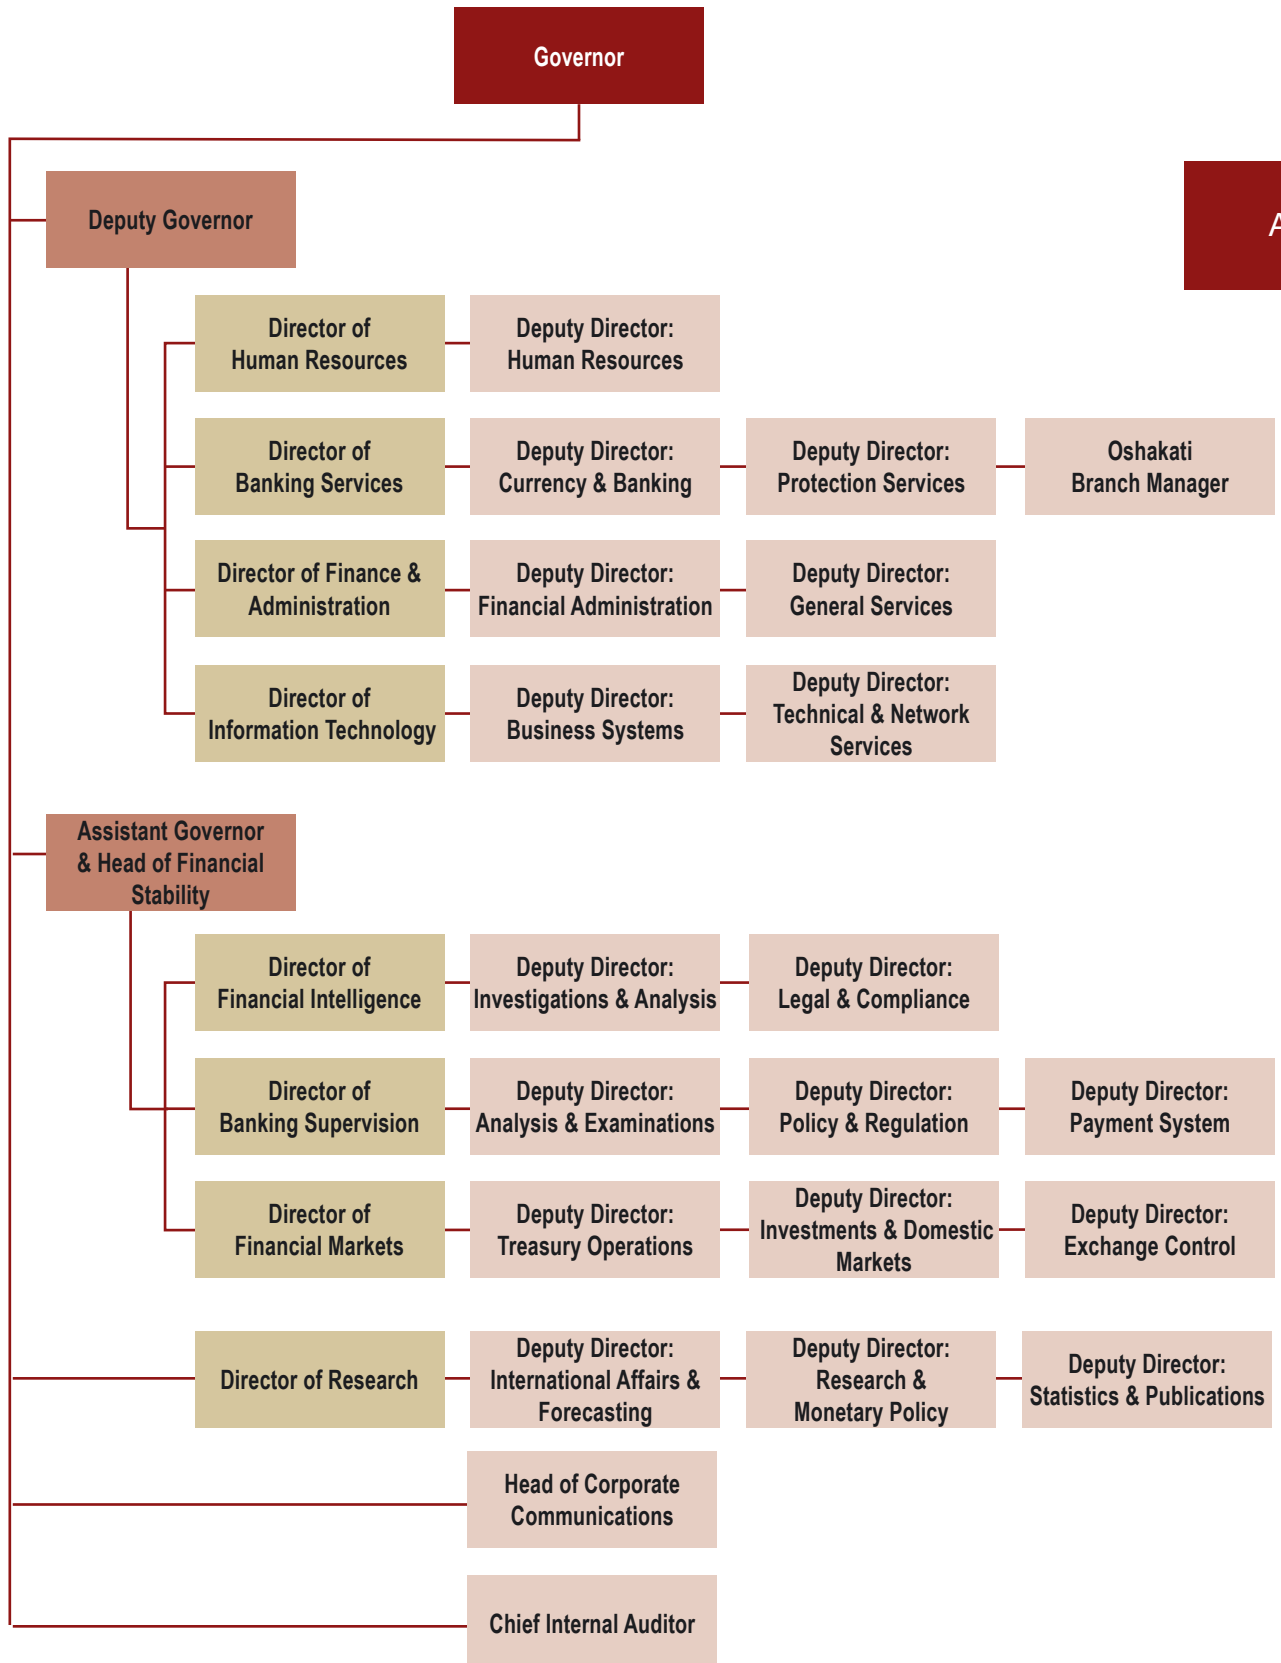 Governor
A
Deputy Governor
Director of
Human Resources
Deputy Director:
Human Resources
Director of
Banking Services
Deputy Director:
Currency & Banking
Deputy Director:
Protection Services
Oshakati
Branch Manager
Director of Finance &
Administration
Deputy Director:
Financial Administration
Deputy Director:
General Services
Director of
Information Technology
Deputy Director:
Business Systems
Deputy Director:
Technical & Network
Services
Assistant Governor
& Head of Financial
Stability
Director of
Financial Intelligence
Deputy Director:
Investigations & Analysis
Deputy Director:
Legal & Compliance
Director of
Banking Supervision
Deputy Director:
Analysis & Examinations
Deputy Director:
Policy & Regulation
Deputy Director:
Payment System
Director of
Financial Markets
Deputy Director:
Treasury Operations
Deputy Director:
Investments & Domestic
Markets
Deputy Director:
Exchange Control
Director of Research
Deputy Director:
International Affairs &
Forecasting
Deputy Director:
Research &
Monetary Policy
Deputy Director:
Statistics & Publications
Head of Corporate
Communications
Chief Internal Auditor